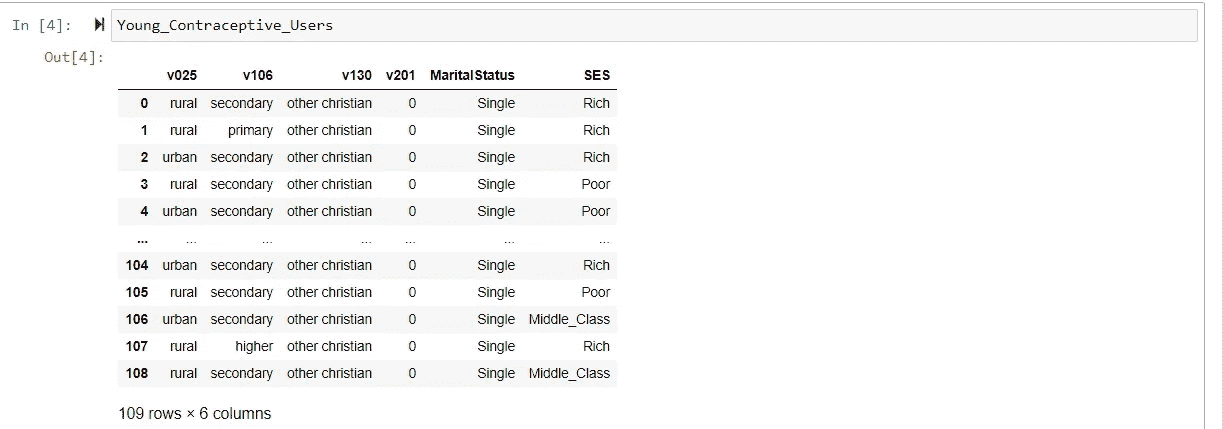 In [4]: Young_Contraceptive_Users
Out[4]:
v025 v106 v130 v201 MaritalStatus SES
0 rural secondary other christian 0 Single Rich
1 rural primary other christian 0 Single Rich
2 urban secondary other christian 0 Single Rich
3 rural secondary other christian 0 Single Poor
4 urban secondary other christian 0 Single Poor
... ... ... ... ... ... ...
104 urban secondary other christian 0 Single Rich
105 rural secondary other christian 0 Single Poor
106 urban secondary other christian 0 Single Middle_Class
107 rural higher other christian 0 Single Rich
108 rural secondary other christian 0 Single Middle_Class
109 rows × 6 columns